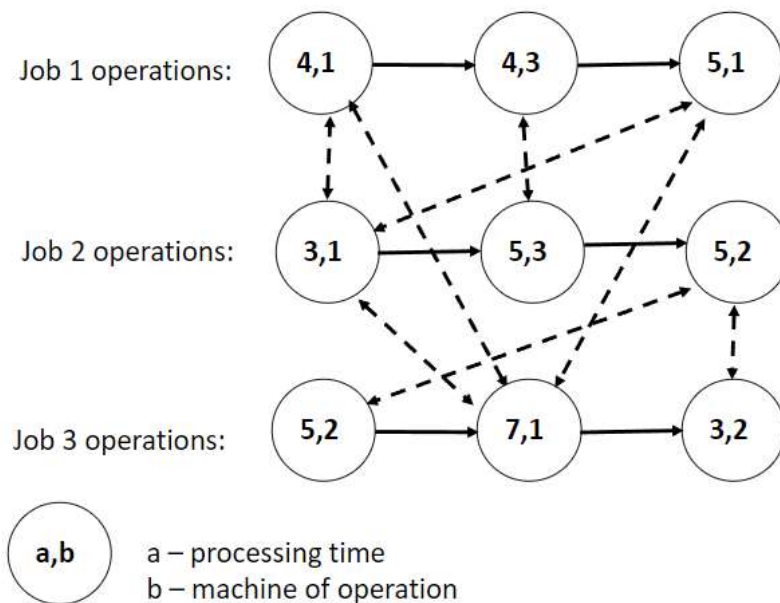 Job 1 operations: 4,1 4,3 5,1
Job 2 operations: 3,1 5,3 5,2
Job 3 operations: 5,2 7,1 3,2
a,b a – processing time
b – machine of operation